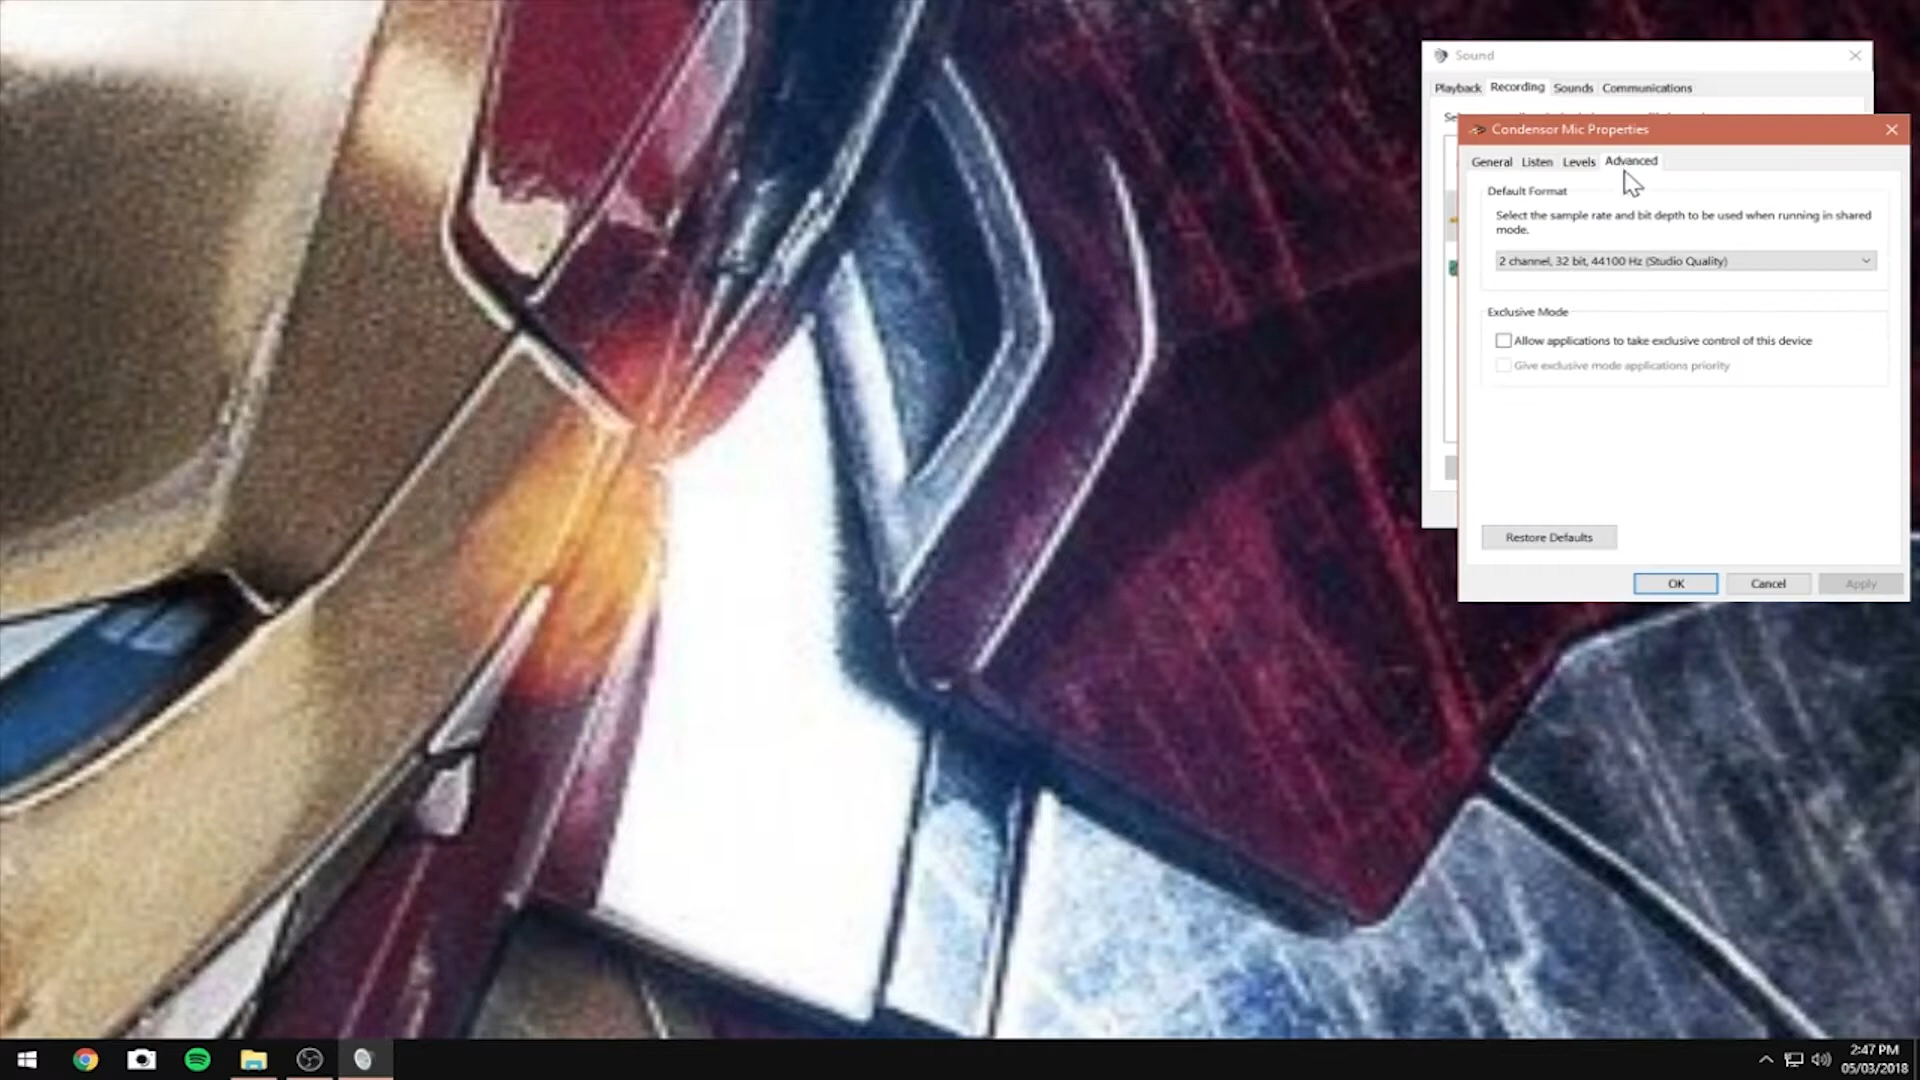 Sound
Playback Recording Sounds Communications
Condensor Mic Properties
General Listen Levels Advanced
Default Format
Select the sample rate and bit depth to be used when running in shared
mode.
2 channel, 32 bit, 44100 Hz (Studio Quality)
Exclusive Mode
Allow applications to take exclusive control of this device
Give exclusive mode applications priority
Restore Defaults
OK Cancel Apply
2:47 PM
05/03/2018